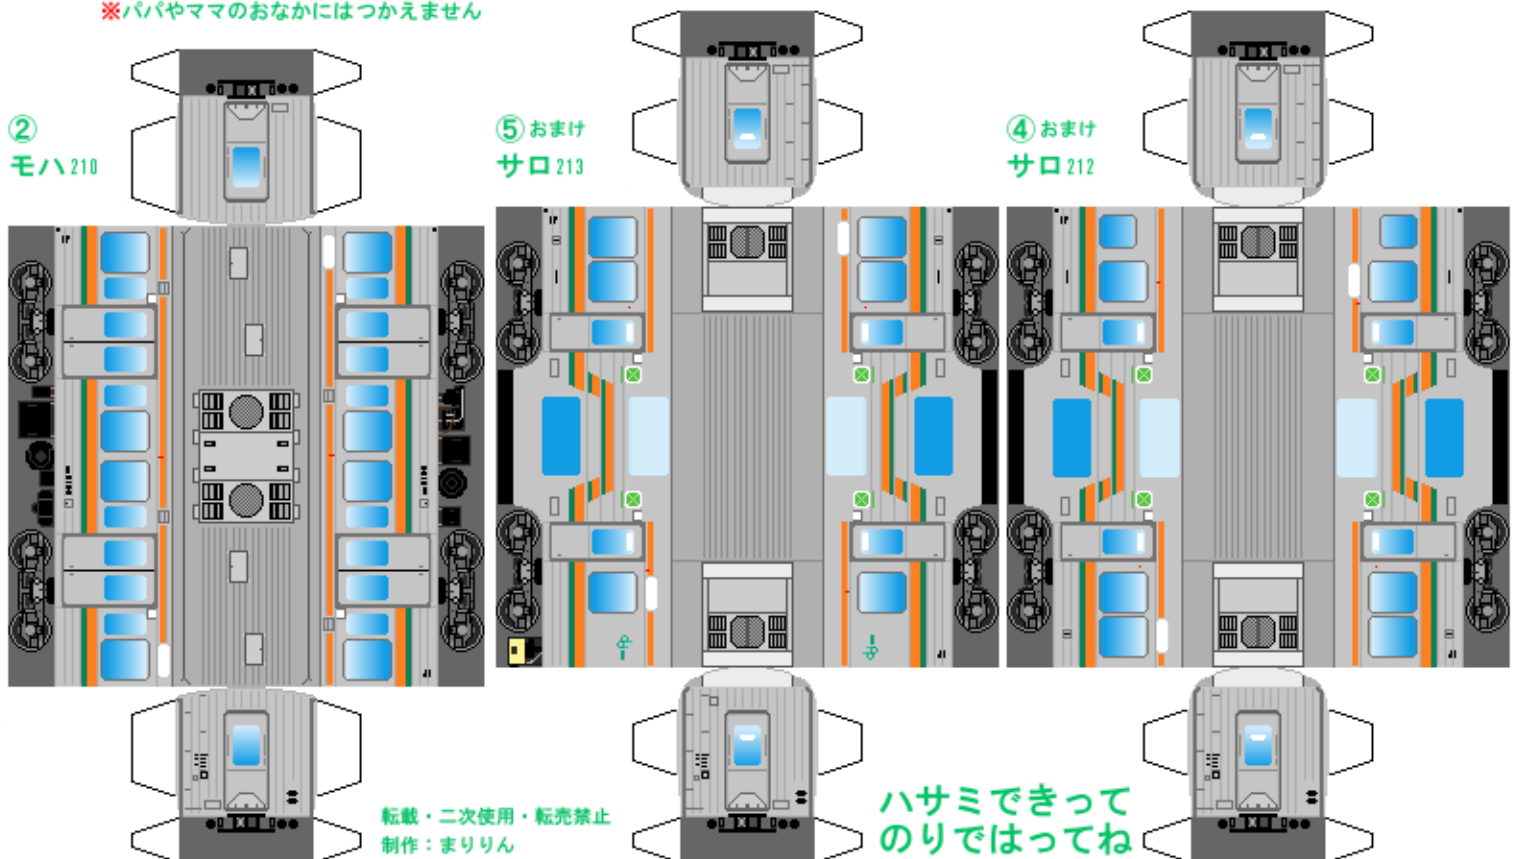 ※パパやママのおなかにはつかえません
②
モハ210
⑤おまけ
サロ213
④おまけ
サロ212
転載・二次使用・転売禁止
制作：まりりん
ハサミできって
のりではってね